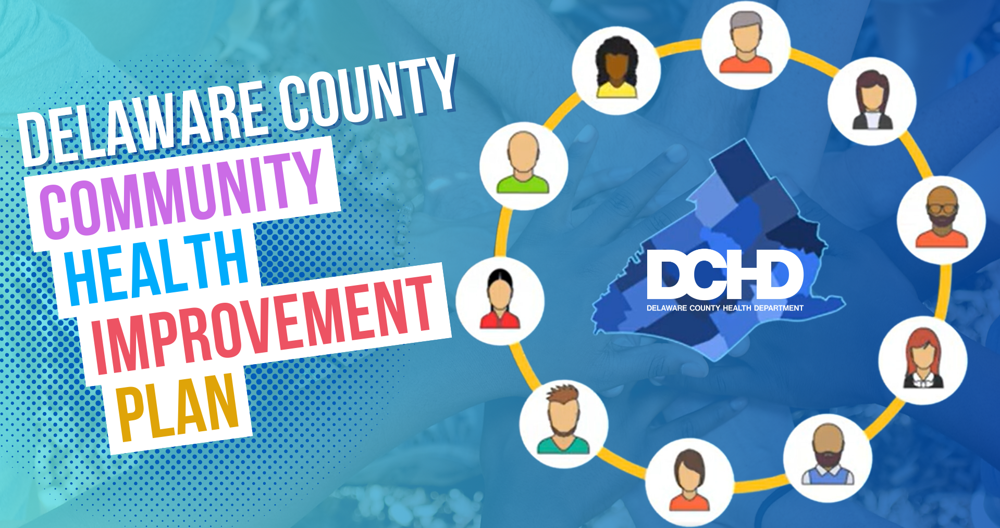 DELAWARE COUNTY
COMMUNITY
HEALTH
IMPROVEMENT
PLAN
DCHD
DELAWARE COUNTY HEALTH DEPARTMENT